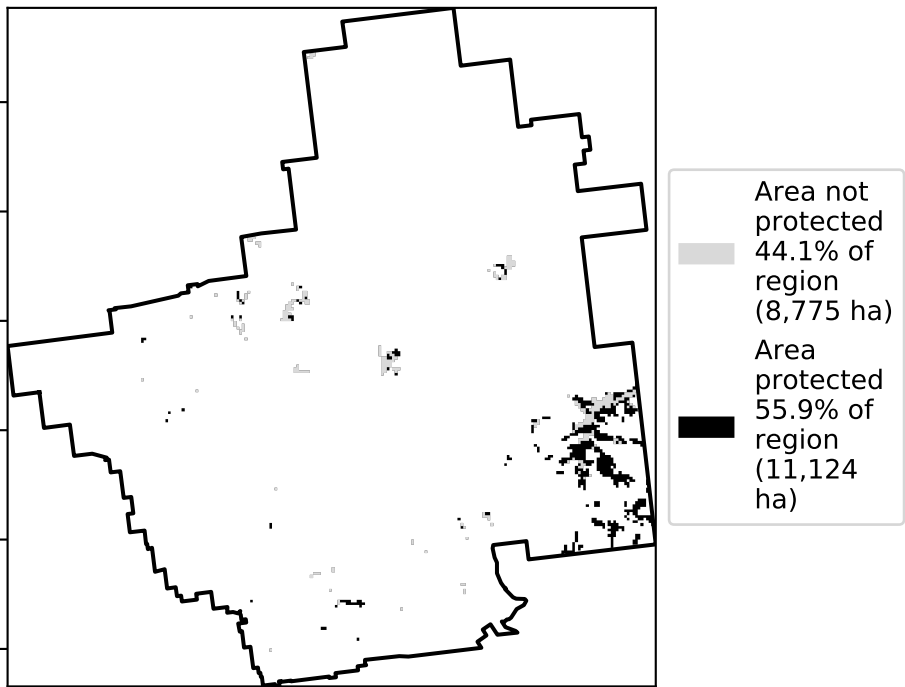 Area not
protected
44.1% of
region
(8,775 ha)
Area
protected
55.9% of
region
(11,124
ha)